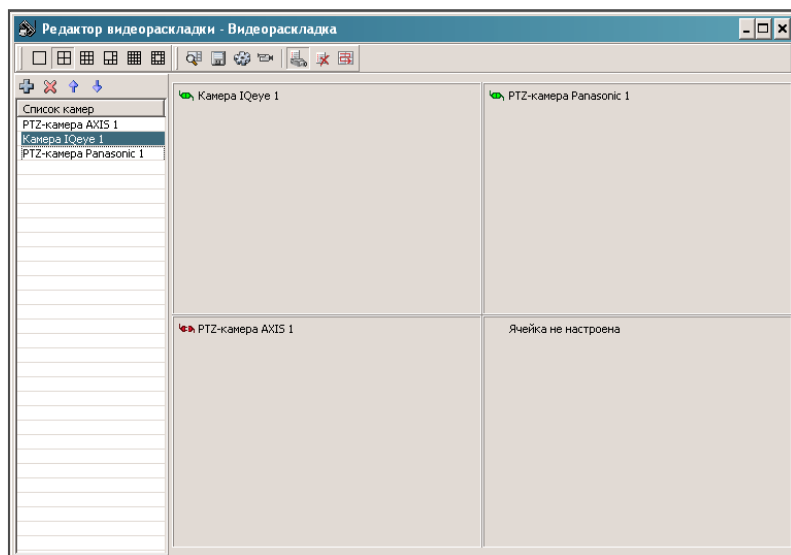 Редактор видеораскладки - Видеораскладка
Список камер
PTZ-камера AXIS 1
Камера IQeye 1
PTZ-камера Panasonic 1
Камера IQeye 1
PTZ-камера Panasonic 1
PTZ-камера AXIS 1
Ячейка не настроена